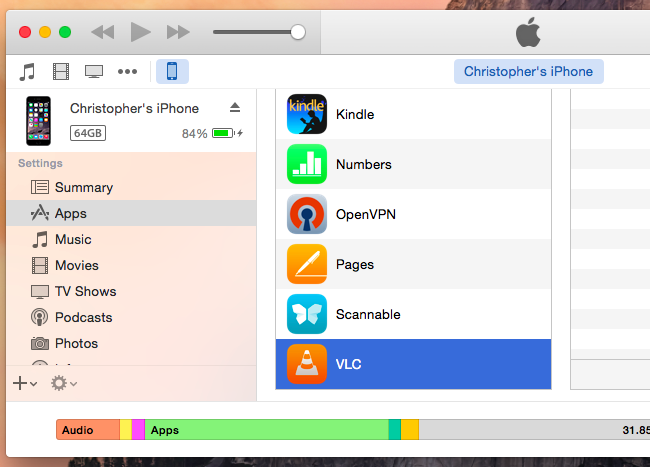 Christopher's iPhone
Christopher's iPhone
64GB
84%
Settings
Summary
Apps
Music
Movies
TV Shows
Podcasts
Photos
kindle
Kindle
Numbers
OpenVPN
Pages
Scannable
VLC
Audio
Apps
31.85